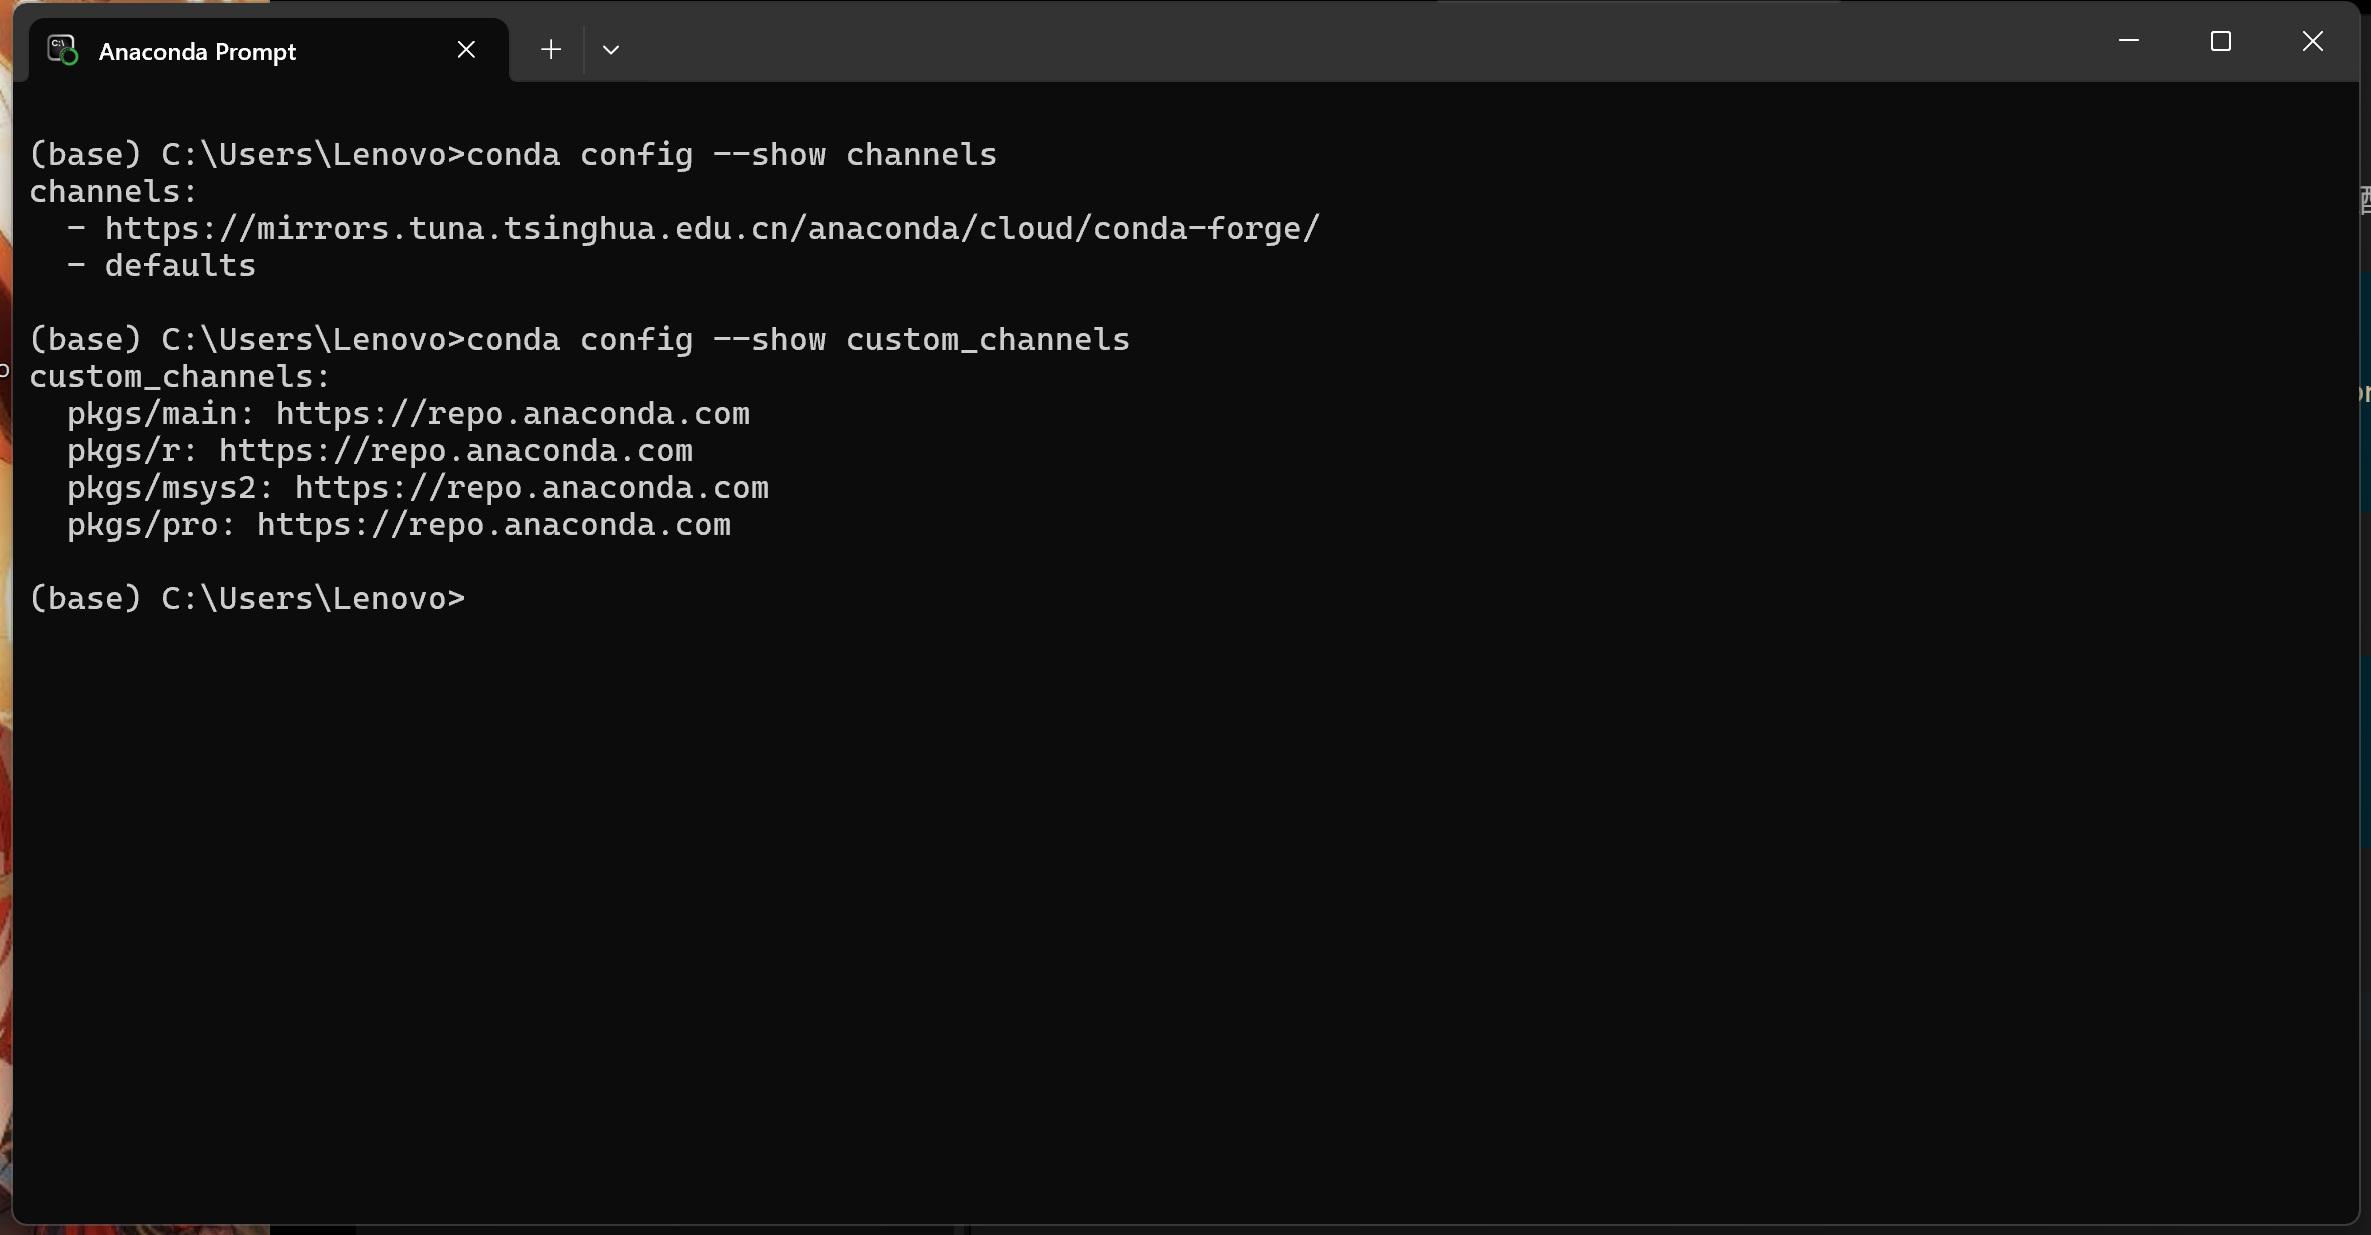 Anaconda Prompt
(base) C:\Users\Lenovo>conda config --show channels
channels:
  - https://mirrors.tuna.tsinghua.edu.cn/anaconda/cloud/conda-forge/
  - defaults
(base) C:\Users\Lenovo>conda config --show custom_channels
custom_channels:
  pkgs/main: https://repo.anaconda.com
  pkgs/r: https://repo.anaconda.com
  pkgs/msys2: https://repo.anaconda.com
  pkgs/pro: https://repo.anaconda.com
(base) C:\Users\Lenovo>